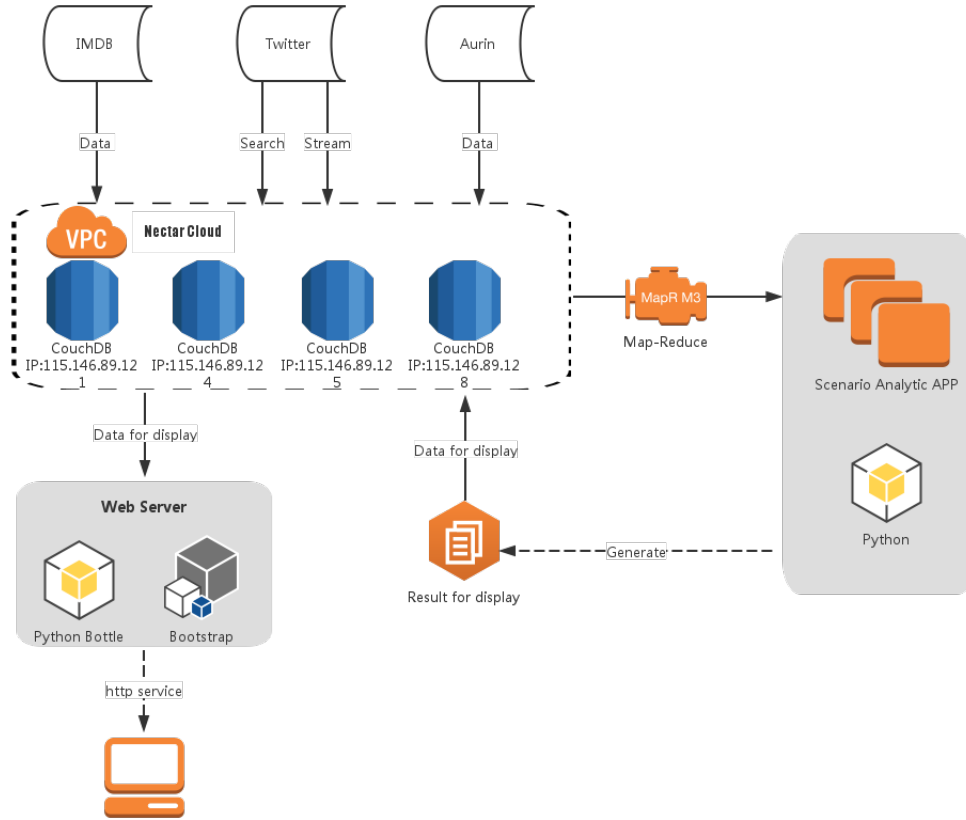 IMDB
Twitter
Aurin
Data
Search
Stream
Data
VPC
Nectar Cloud
CouchDB
IP:115.146.89.12
1
CouchDB
IP:115.146.89.12
4
CouchDB
IP:115.146.89.12
5
CouchDB
IP:115.146.89.12
8
MapR M3
Map-Reduce
Scenario Analytic APP
Python
Data for display
Data for display
Web Server
Python Bottle
Bootstrap
Generate
Result for display
http service